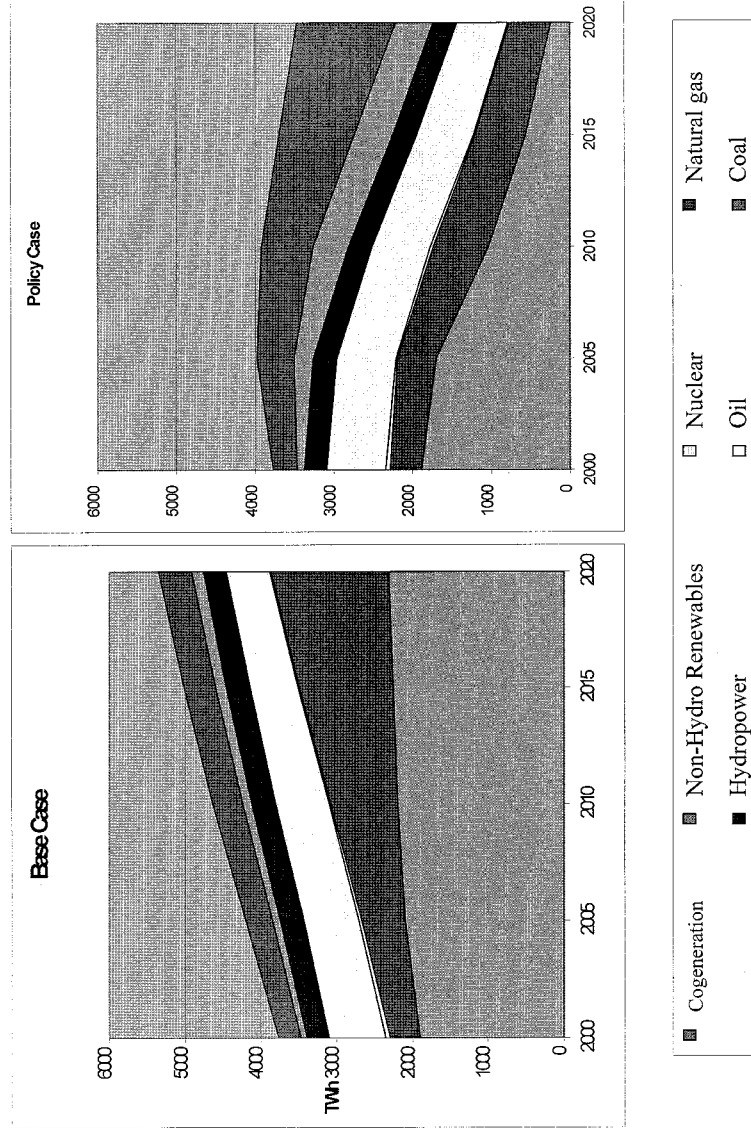 Base Case
6000
5000
4000
TWh 3000
2000
1000
0
2000
2005
2010
2015
2020
Policy Case
6000
5000
4000
3000
2000
1000
0
2000
2005
2010
2015
2020
Cogeneration
Non-Hydro Renewables
Nuclear
Natural gas
Hydropower
Oil
Coal